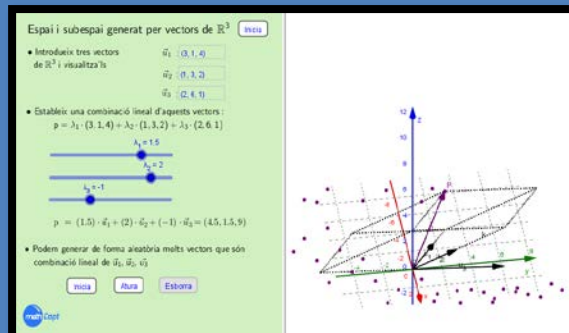 Espai i subespai generat per vectors de ℝ³
Inicia
• Introdueix tres vectors
de ℝ³ i visualitza'ls
u⃗₁ :(3, 1, 4)
u⃗₂ :(1, 3, 2)
u⃗₃ :(2, 6, 1)
• Estableix una combinació lineal d'aquests vectors :
p = λ₁·(3, 1, 4) + λ₂·(1, 3, 2) + λ₃·(2, 6, 1)
λ₁ = 1.5
λ₂ = 2
λ₃ = -1
p = (1.5)·u⃗₁ + (2)·u⃗₂ + (−1)·u⃗₃ = (4.5, 1.5, 9)
• Podem generar de forma aleatòria molts vectors que són
combinació lineal de u⃗₁, u⃗₂, u⃗₃
Inicia
Atura
Esborra
12
z